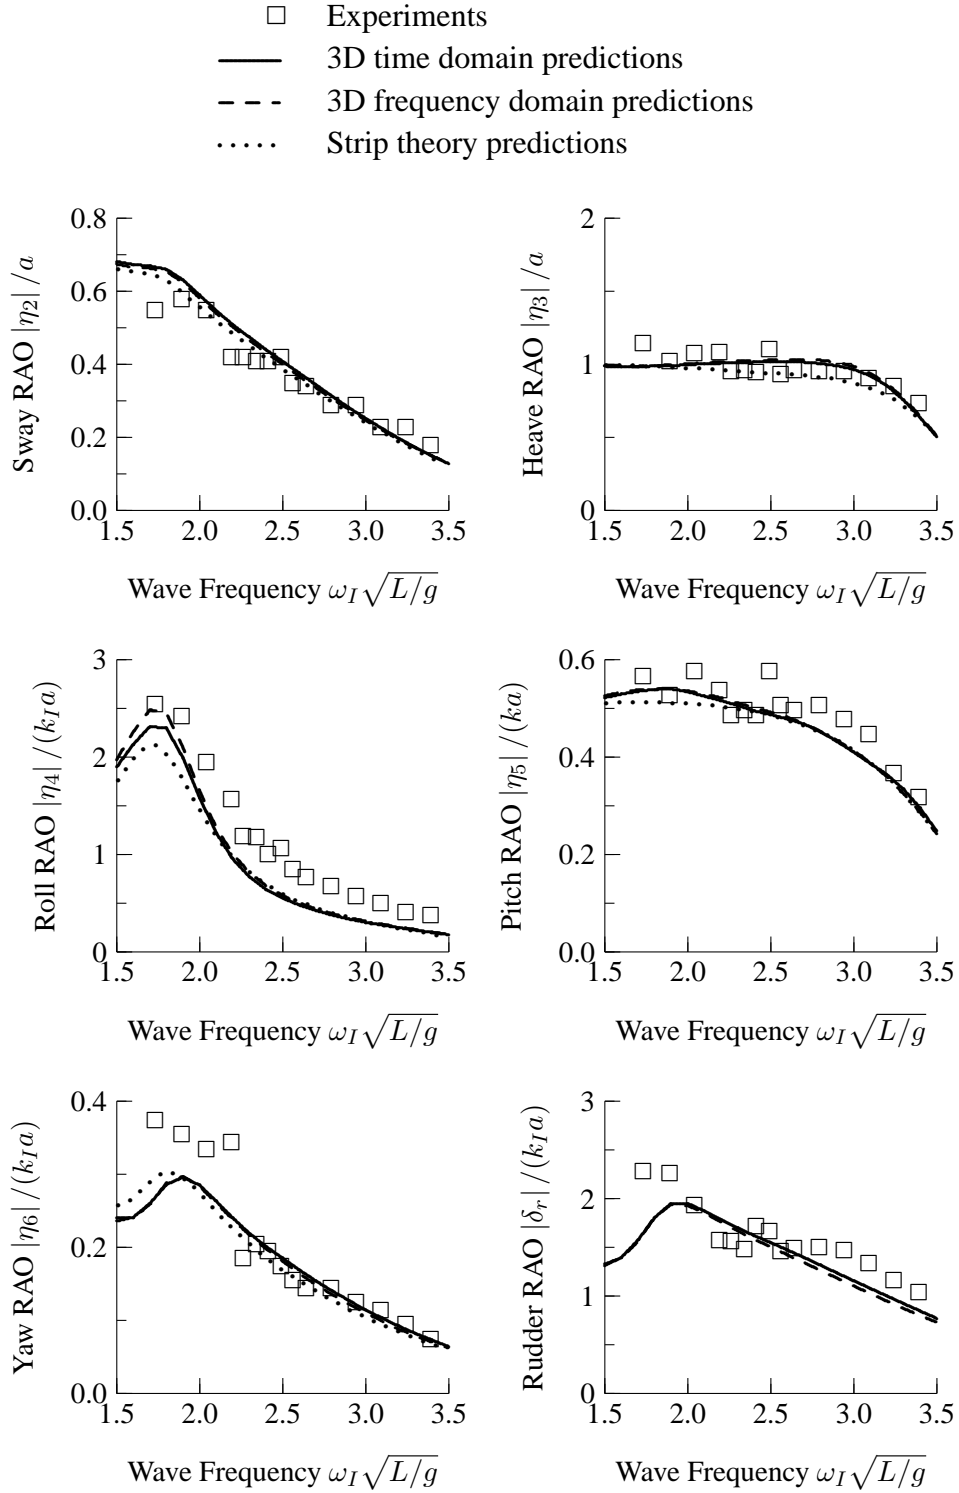 Experiments
3D time domain predictions
3D frequency domain predictions
Strip theory predictions
Sway RAO |η₂|/a
0.8
0.6
0.4
0.2
0.0
1.5 2.0 2.5 3.0 3.5
Wave Frequency ω_I √(L/g)
Heave RAO |η₃|/a
2
1
0
1.5 2.0 2.5 3.0 3.5
Wave Frequency ω_I √(L/g)
Roll RAO |η₄|/(k_I a)
3
2
1
0
1.5 2.0 2.5 3.0 3.5
Wave Frequency ω_I √(L/g)
Pitch RAO |η₅|/(ka)
0.6
0.4
0.2
0.0
1.5 2.0 2.5 3.0 3.5
Wave Frequency ω_I √(L/g)
Yaw RAO |η₆|/(k_I a)
0.4
0.2
0.0
1.5 2.0 2.5 3.0 3.5
Wave Frequency ω_I √(L/g)
Rudder RAO |δ_r|/(k_I a)
3
2
1
0
1.5 2.0 2.5 3.0 3.5
Wave Frequency ω_I √(L/g)